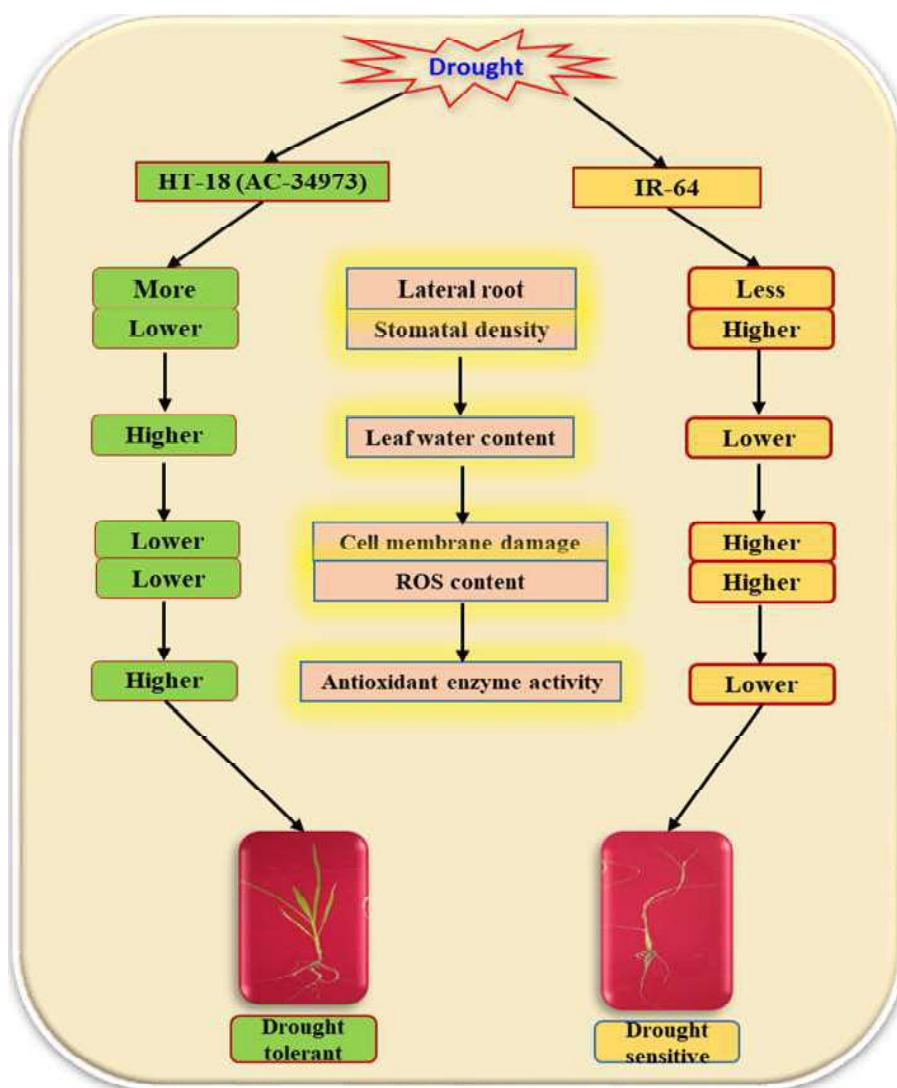 Drought
HT-18 (AC-34973)
IR-64
More
Lateral root
Less
Lower
Stomatal density
Higher
Higher
Leaf water content
Lower
Lower
Cell membrane damage
Higher
Lower
ROS content
Higher
Higher
Antioxidant enzyme activity
Lower
Drought
tolerant
Drought
sensitive